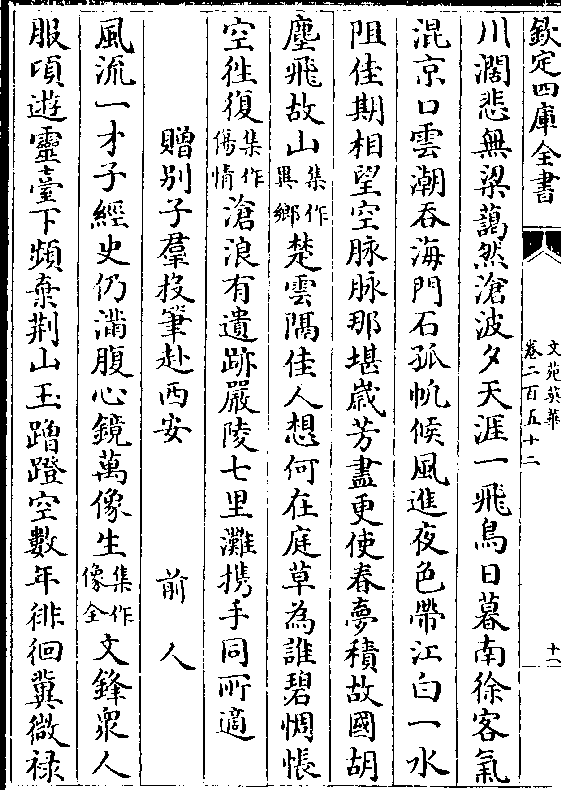 欽定四庫全書
文苑英華
卷二百五十二
十一
川濶悲無梁藹然滄波夕天涯一飛鳥日暮南徐客氣
混京口雲潮吞海門石孤帆候風進夜色帶江白一水
阻佳期相望空脉脉那堪嵗芳盡更使春夢積故國胡
塵飛故山集作異鄉楚雲隔佳人想何在庭草為誰碧惆悵
空徃復集作傷情滄浪有遺跡嚴陵七里灘携手同所適
贈别子羣投筆赴西安 前人
風流一才子經史仍滿腹心鏡萬像生集作像全文鋒衆人
服頃遊靈臺下頻棄荆山玉蹭蹬空數年徘徊冀微禄